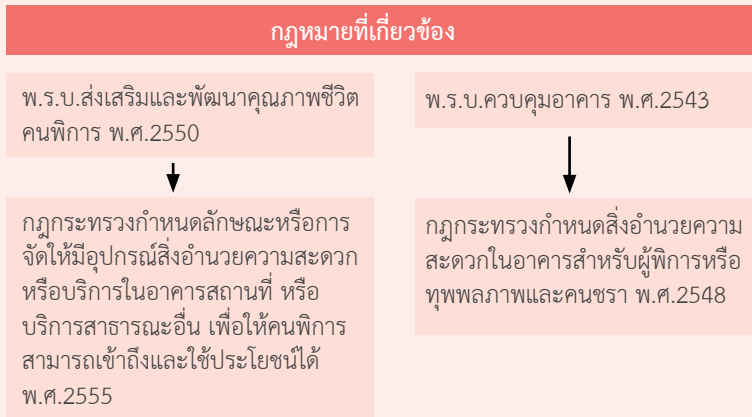 กฎหมายที่เกี่ยวข้อง
พ.ร.บ.ส่งเสริมและพัฒนาคุณภาพชีวิต
คนพิการ พ.ศ.2550
กฎกระทรวงกำหนดลักษณะหรือการ
จัดให้มีอุปกรณ์สิ่งอำนวยความสะดวก
หรือบริการในอาคารสถานที่ หรือ
บริการสาธารณะอื่น เพื่อให้คนพิการ
สามารถเข้าถึงและใช้ประโยชน์ได้
พ.ศ.2555
พ.ร.บ.ควบคุมอาคาร พ.ศ.2543
กฎกระทรวงกำหนดสิ่งอำนวยความ
สะดวกในอาคารสำหรับผู้พิการหรือ
ทุพพลภาพและคนชรา พ.ศ.2548